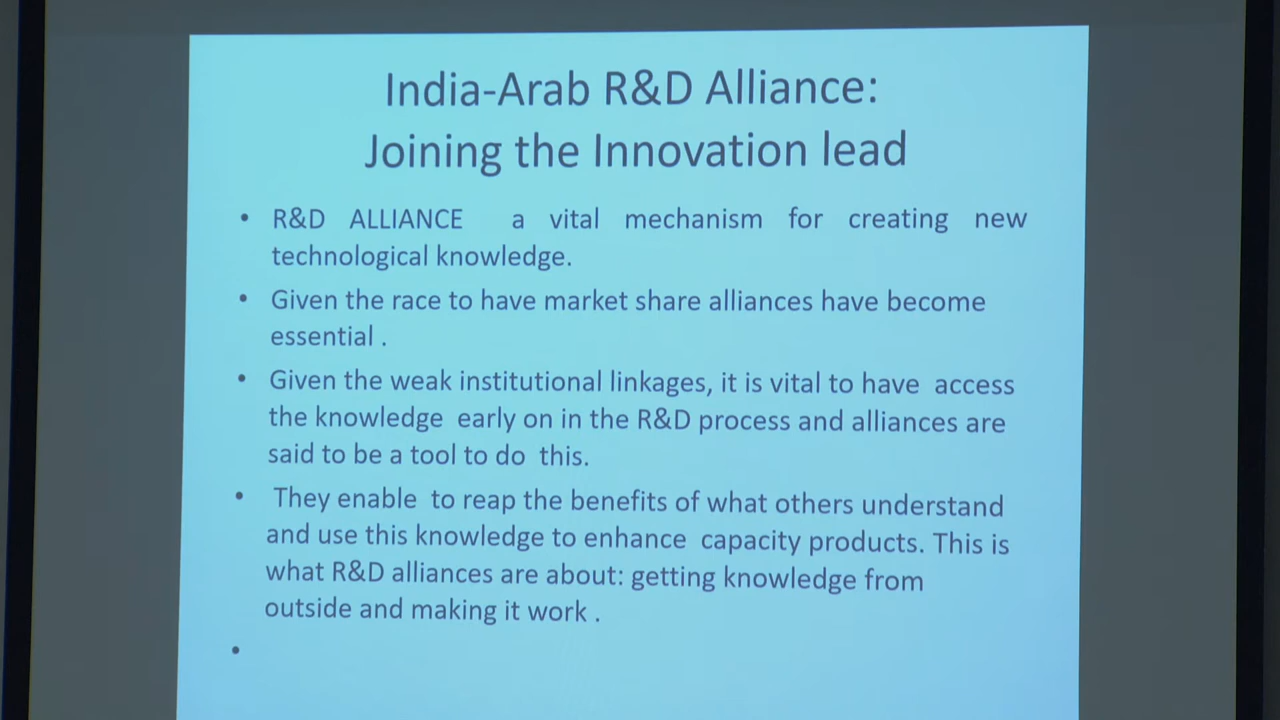 India-Arab R&D Alliance:
Joining the Innovation lead
• R&D ALLIANCE a vital mechanism for creating new
technological knowledge.
• Given the race to have market share alliances have become
essential .
• Given the weak institutional linkages, it is vital to have access
the knowledge early on in the R&D process and alliances are
said to be a tool to do this.
• They enable to reap the benefits of what others understand
and use this knowledge to enhance capacity products. This is
what R&D alliances are about: getting knowledge from
outside and making it work .
•